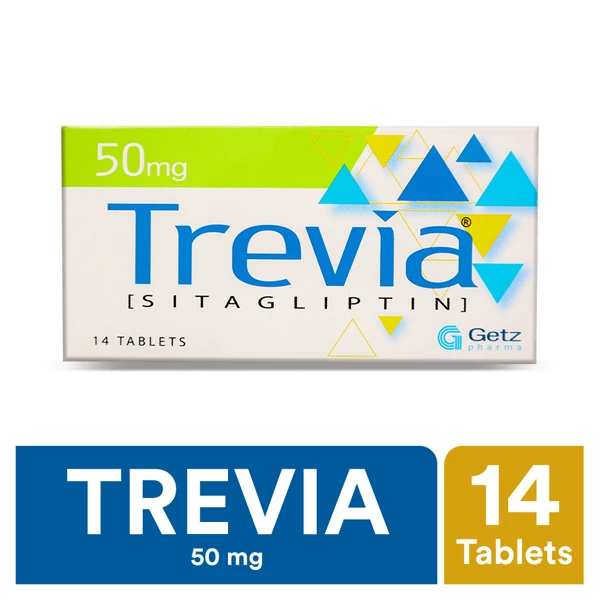 50mg
Trevia®
[SITAGLIPTIN]
14 TABLETS
Getz
pharma
TREVIA
50 mg
14
Tablets